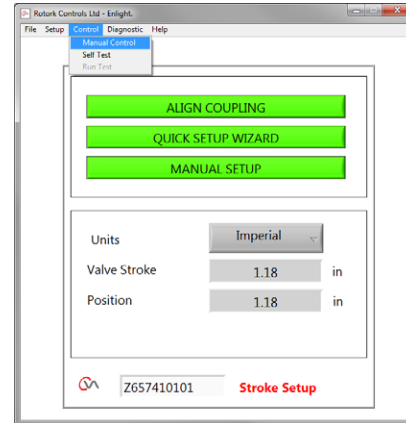 Rotork Controls Ltd - Enlight.
File Setup Control Diagnostic Help
Manual Control
Self Test
Run Test
ALIGN COUPLING
QUICK SETUP WIZARD
MANUAL SETUP
Units Imperial
Valve Stroke 1.18 in
Position 1.18 in
Z657410101 Stroke Setup